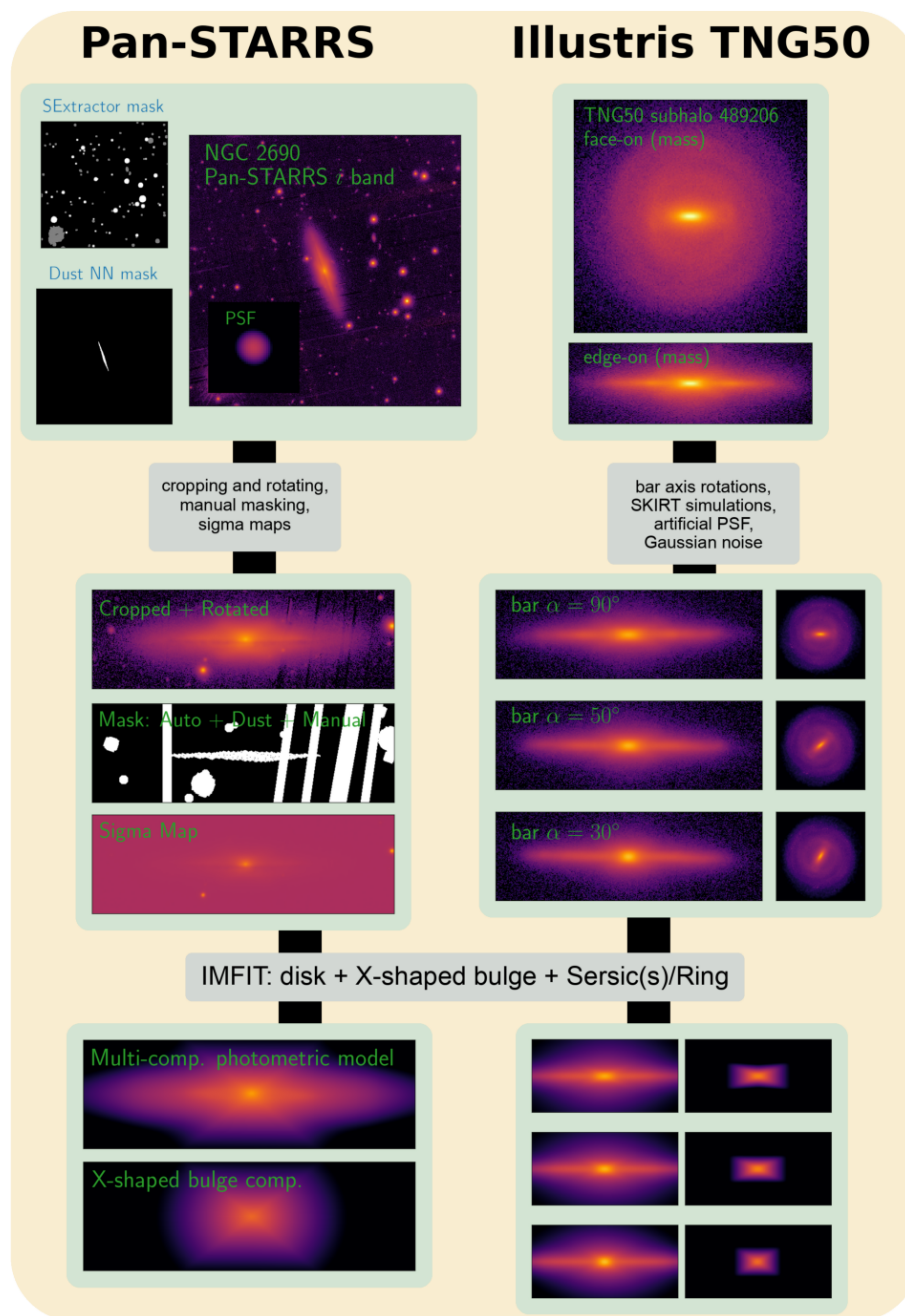 Pan-STARRS
Illustris TNG50
SExtractor mask
Dust NN mask
NGC 2690
Pan-STARRS i band
PSF
TNG50 subhalo 489206
face-on (mass)
edge-on (mass)
cropping and rotating,
manual masking,
sigma maps
bar axis rotations,
SKIRT simulations,
artificial PSF,
Gaussian noise
Cropped + Rotated
Mask: Auto + Dust + Manual
Sigma Map
bar α = 90°
bar α = 50°
bar α = 30°
IMFIT: disk + X-shaped bulge + Sersic(s)/Ring
Multi-comp. photometric model
X-shaped bulge comp.